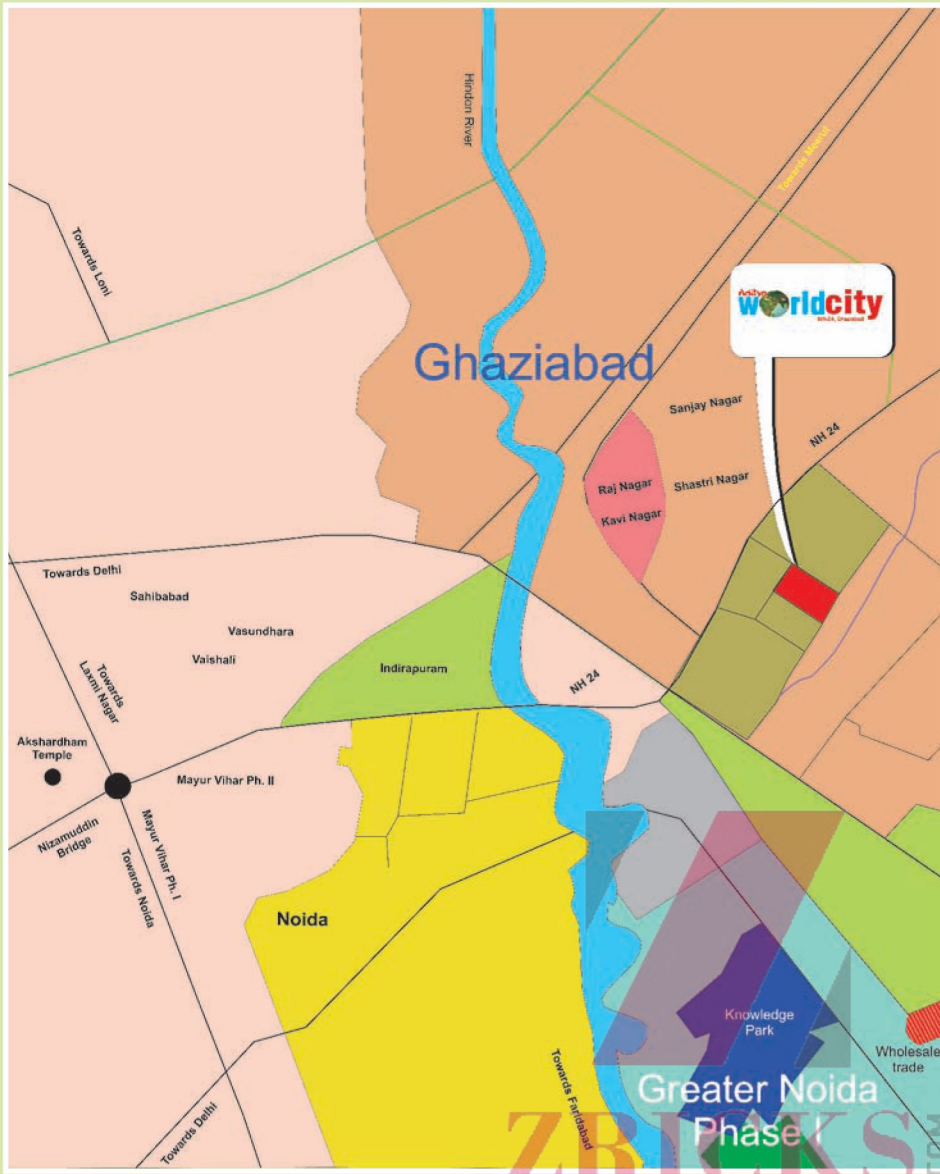 Hindon River
Towards Meerut
Towards Loni
Aditya
worldcity
NH-24, Ghaziabad
Ghaziabad
Sanjay Nagar
NH 24
Raj Nagar
Shastri Nagar
Kavi Nagar
Towards Delhi
Sahibabad
Vasundhara
Vaishali
Indirapuram
Towards
Laxmi Nagar
NH 24
Akshardham
Temple
Mayur Vihar Ph. II
Nizamuddin
Bridge
Mayur Vihar Ph. I
Towards Noida
Noida
Knowledge
Park
Wholesale
trade
Towards Faridabad
Greater Noida
Phase I
Towards Delhi
ZBRICKS